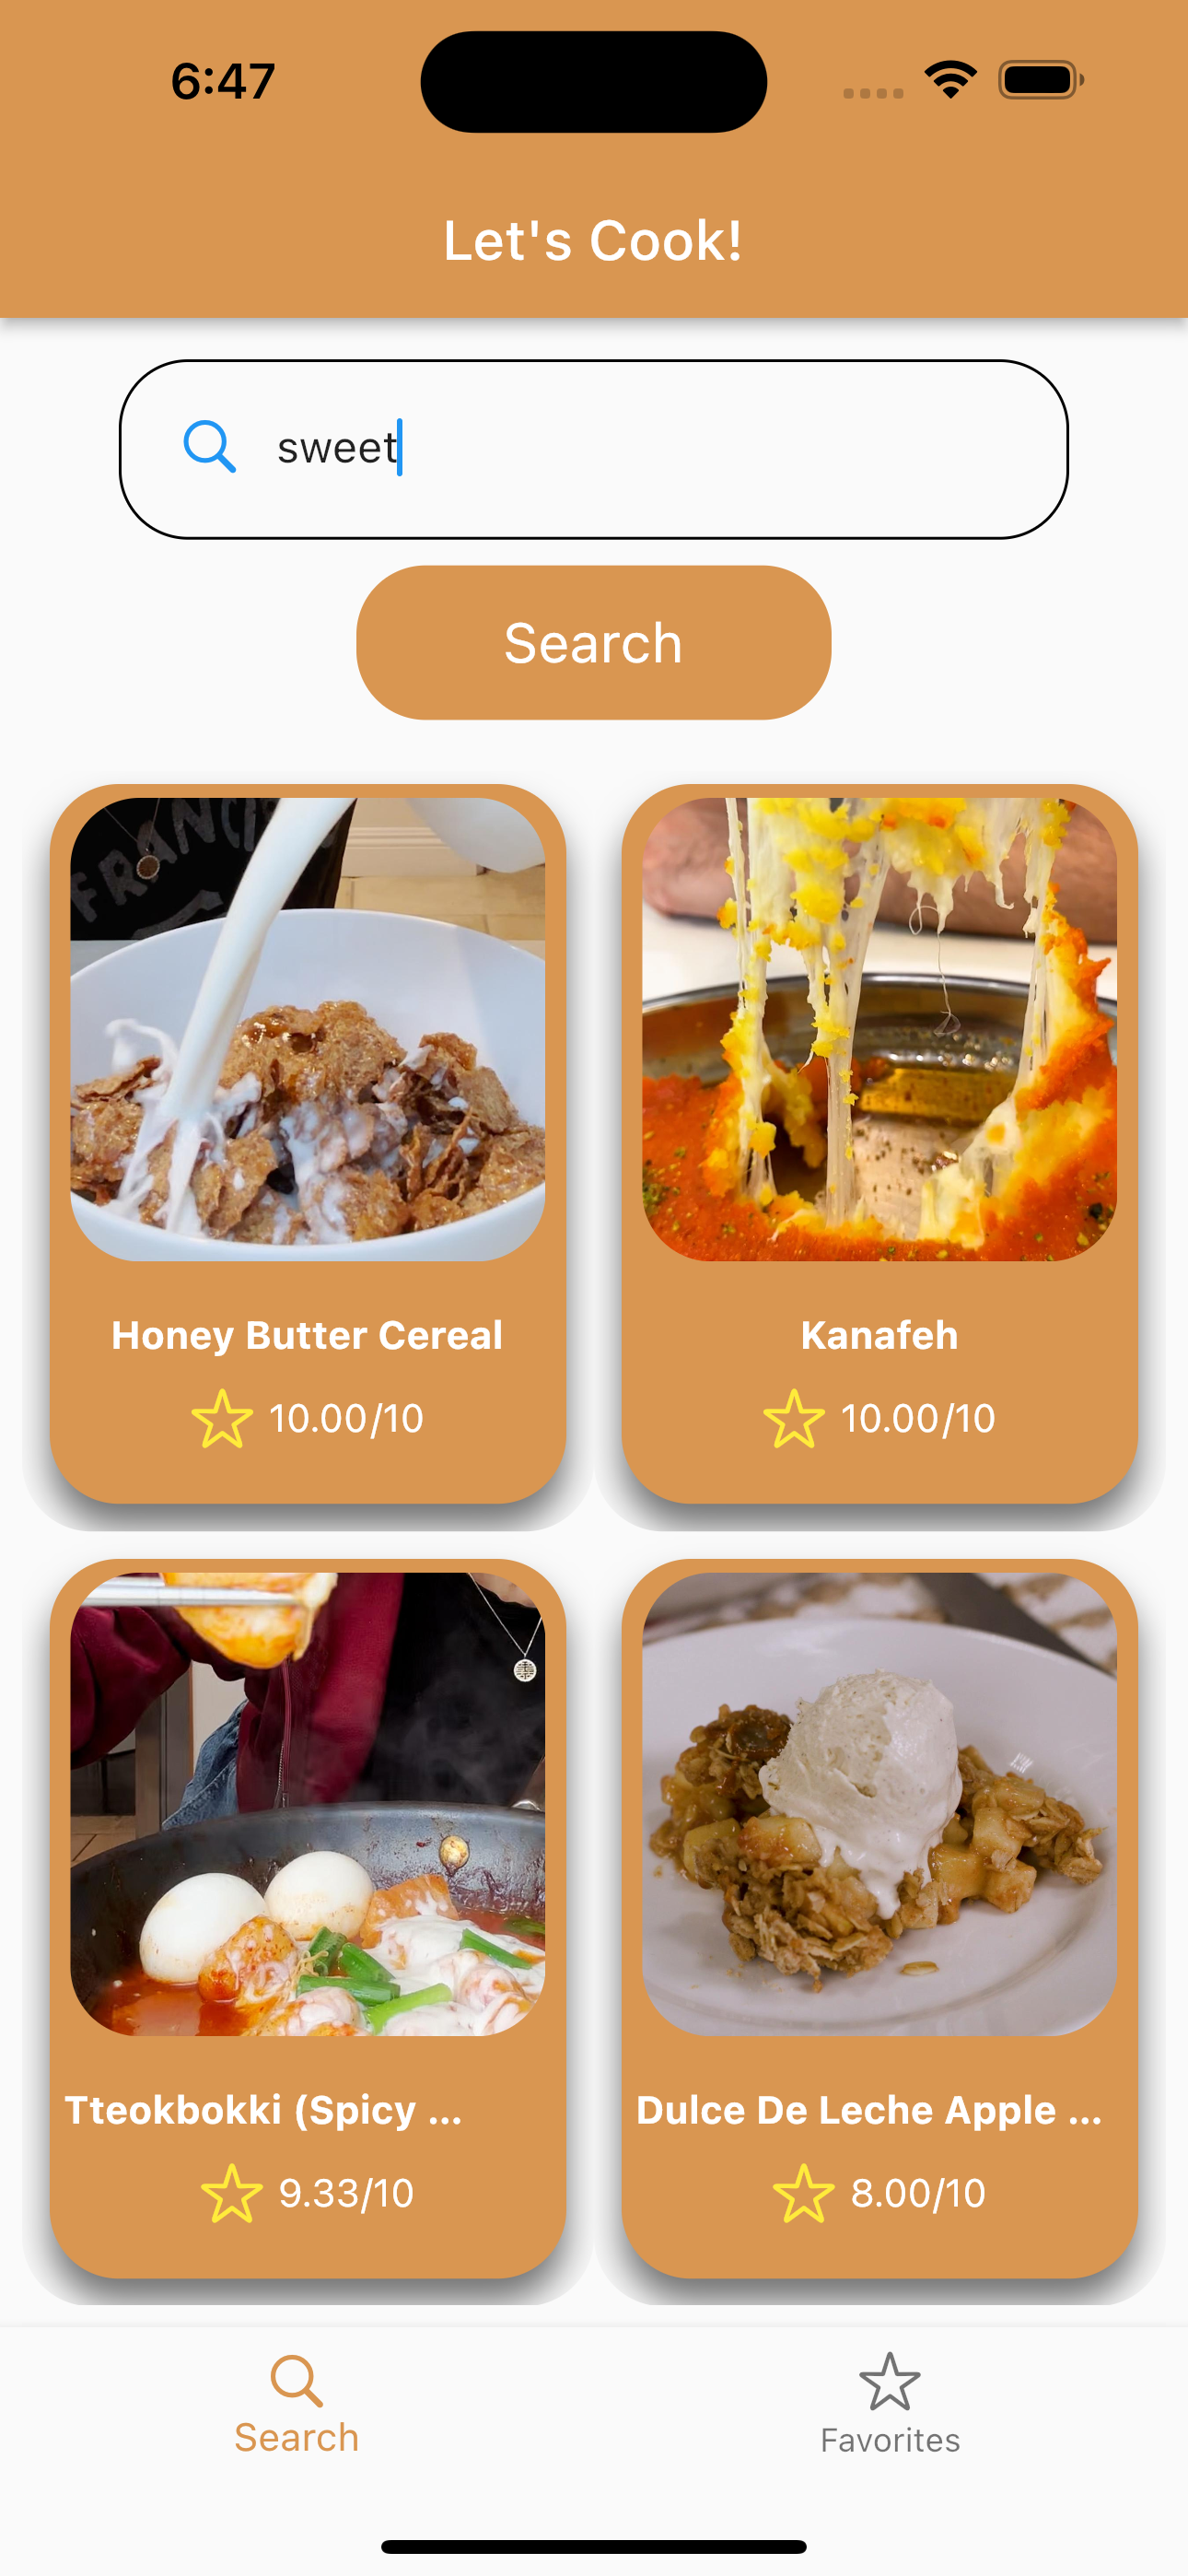 6:47
Let's Cook!
sweet
Search
Honey Butter Cereal
Kanafeh
10.00/10
10.00/10
Tteokbokki (Spicy ...
Dulce De Leche Apple ...
9.33/10
8.00/10
Search
Favorites